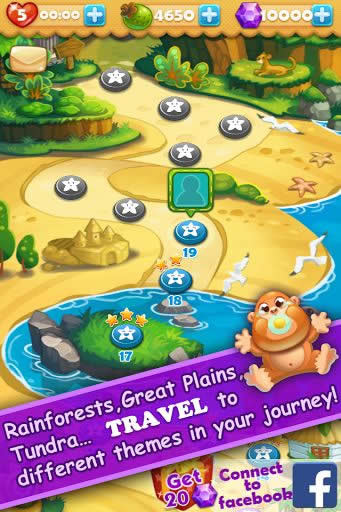 5 00:00 + 4650 + 10000 +
19
18
17
Rainforests,Great Plains,
Tundra... TRAVEL to
different themes in your journey!
Get
20
Connect to
facebook
f